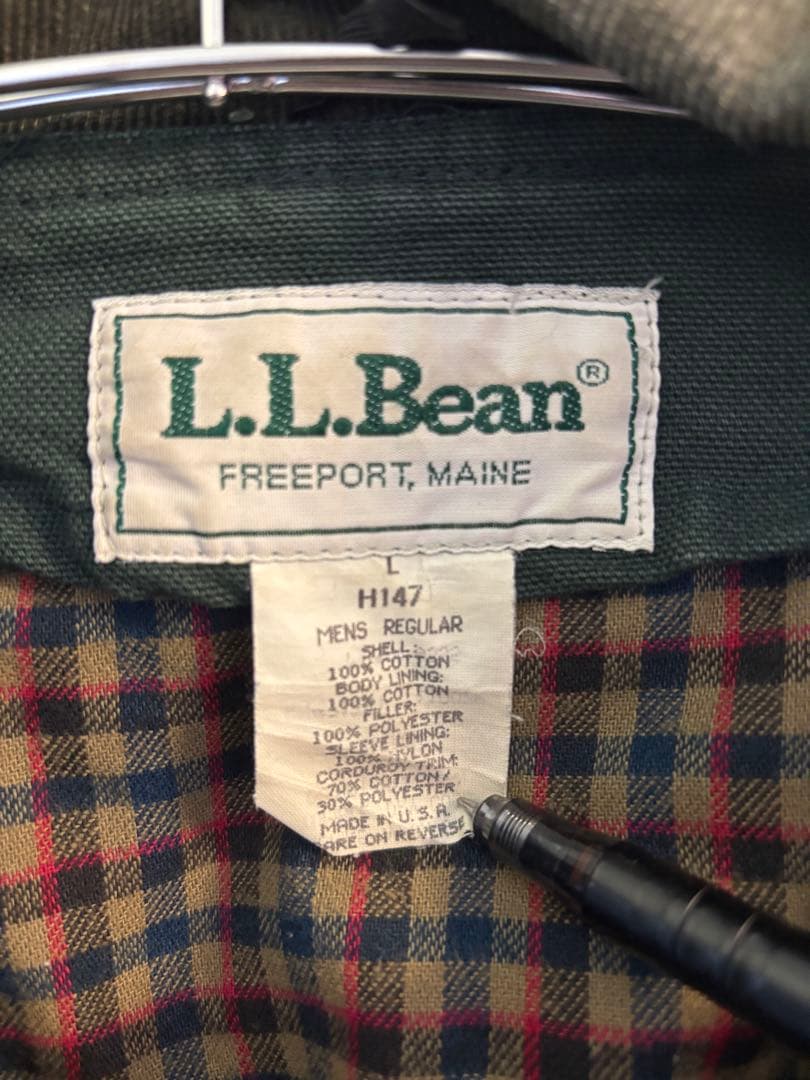 L.L.Bean®
FREEPORT, MAINE
L
H147
MENS REGULAR
SHELL:
100% COTTON
BODY LINING:
100% COTTON
FILLER:
100% POLYESTER
SLEEVE LINING:
100% NYLON
CORDUROY TRIM:
70% COTTON/
30% POLYESTER
MADE IN U.S.A.
ARE ON REVERSE